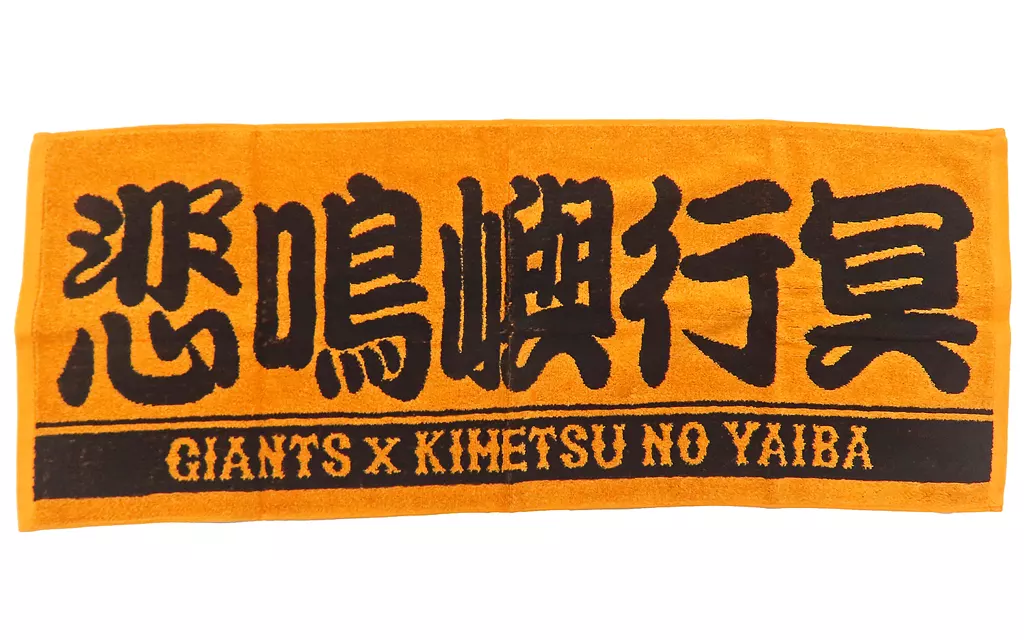 悲鳴嶼行冥
GIANTS X KIMETSU NO YAIBA